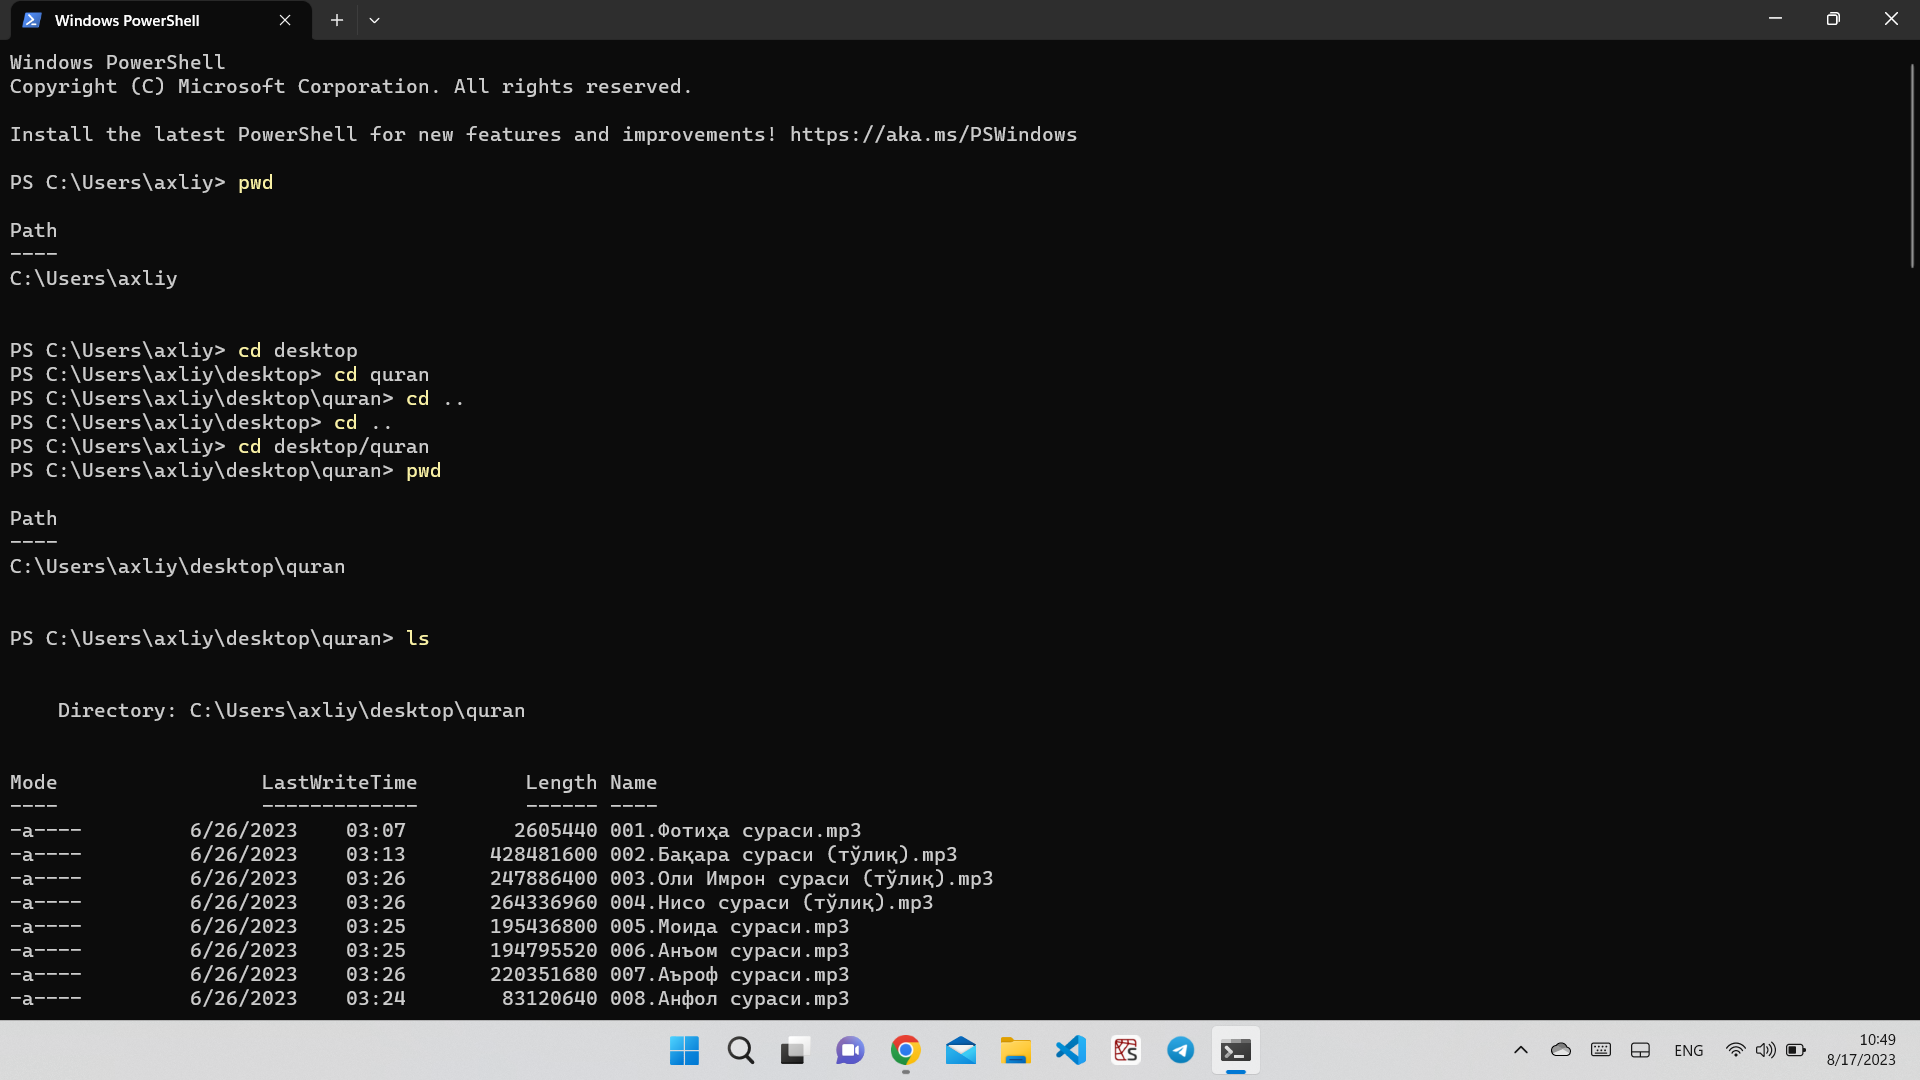 Windows PowerShell
Windows PowerShell
Copyright (C) Microsoft Corporation. All rights reserved.
Install the latest PowerShell for new features and improvements! https://aka.ms/PSWindows
PS C:\Users\axliy> pwd
Path
----
C:\Users\axliy
PS C:\Users\axliy> cd desktop
PS C:\Users\axliy\desktop> cd quran
PS C:\Users\axliy\desktop\quran> cd ..
PS C:\Users\axliy\desktop> cd ..
PS C:\Users\axliy> cd desktop/quran
PS C:\Users\axliy\desktop\quran> pwd
Path
----
C:\Users\axliy\desktop\quran
PS C:\Users\axliy\desktop\quran> ls
Directory: C:\Users\axliy\desktop\quran
Mode LastWriteTime Length Name
---- ------------- ------ ----
-a---- 6/26/2023 03:07 2605440 001.Фотиҳа сураси.mp3
-a---- 6/26/2023 03:13 428481600 002.Бақара сураси (тўлиқ).mp3
-a---- 6/26/2023 03:26 247886400 003.Оли Имрон сураси (тўлиқ).mp3
-a---- 6/26/2023 03:26 264336960 004.Нисо сураси (тўлиқ).mp3
-a---- 6/26/2023 03:25 195436800 005.Моида сураси.mp3
-a---- 6/26/2023 03:25 194795520 006.Анъом сураси.mp3
-a---- 6/26/2023 03:26 220351680 007.Аъроф сураси.mp3
-a---- 6/26/2023 03:24 83120640 008.Анфол сураси.mp3
ENG
10:49
8/17/2023